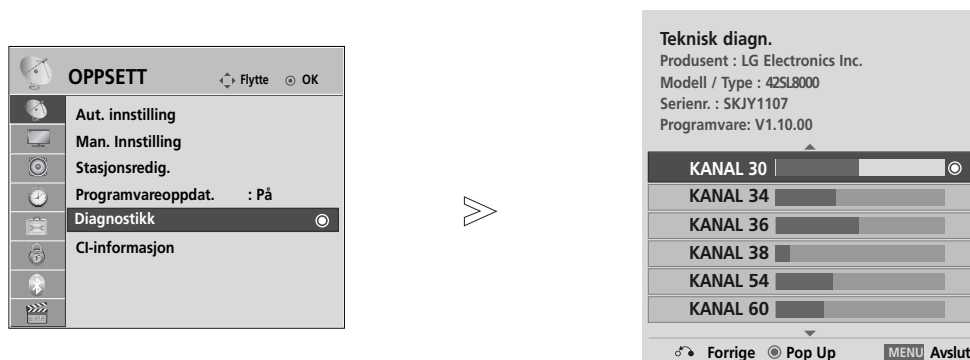 OPPSETT
Flytte OK
Aut. innstilling
Man. Innstilling
Stasjonsredig.
Programvareoppdat. : På
Diagnostikk
CI-informasjon
Teknisk diagn.
Produsent : LG Electronics Inc.
Modell / Type : 42SL8000
Serienr. : SKJY1107
Programvare: V1.10.00
KANAL 30
KANAL 34
KANAL 36
KANAL 38
KANAL 54
KANAL 60
Forrige Pop Up MENU Avslut